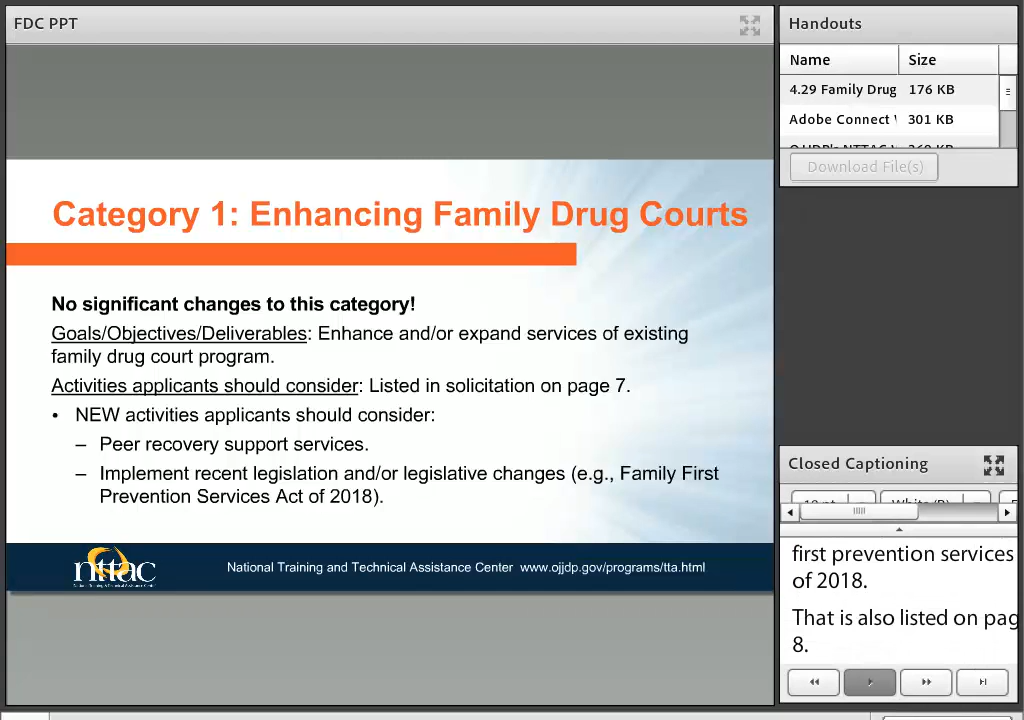 FDC PPT
Category 1: Enhancing Family Drug Courts
No significant changes to this category!
Goals/Objectives/Deliverables: Enhance and/or expand services of existing
family drug court program.
Activities applicants should consider: Listed in solicitation on page 7.
• NEW activities applicants should consider:
– Peer recovery support services.
– Implement recent legislation and/or legislative changes (e.g., Family First
Prevention Services Act of 2018).
nttac
National Training and Technical Assistance Center www.ojjdp.gov/programs/tta.html
Handouts
Name Size
4.29 Family Drug 176 KB
Adobe Connect 301 KB
Download File(s)
Closed Captioning
first prevention services
of 2018.
That is also listed on pag
8.